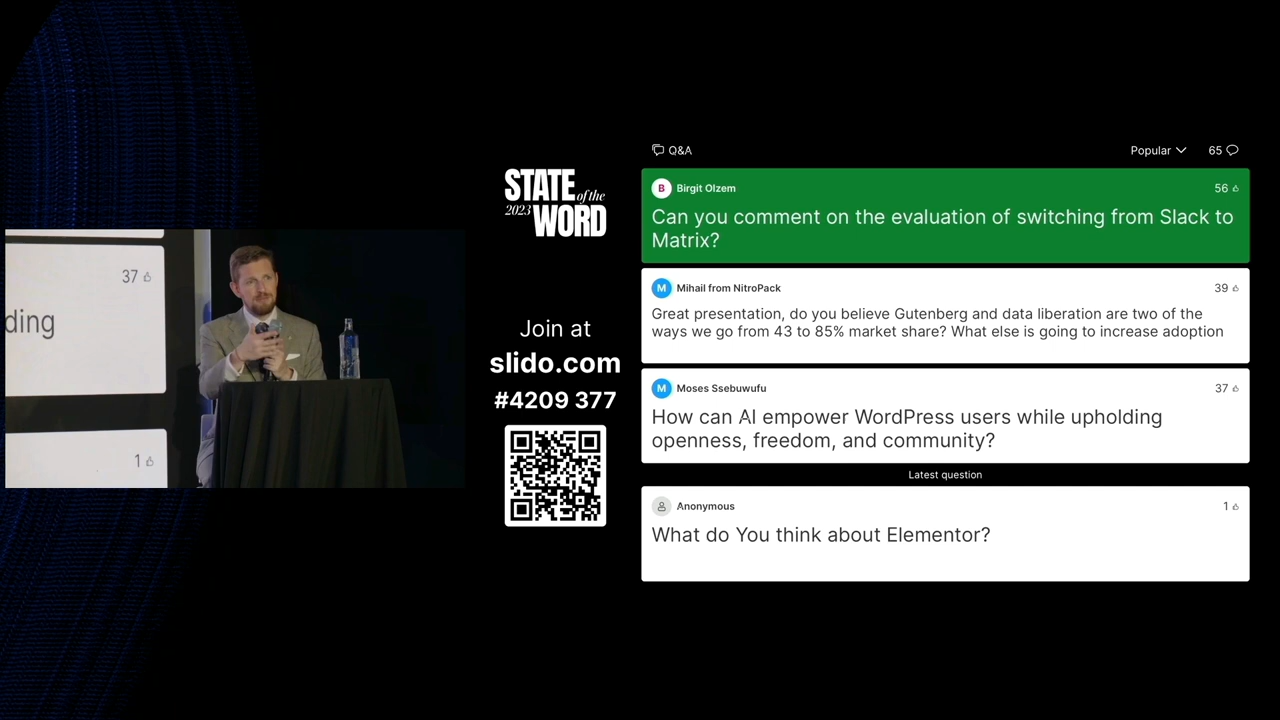 37
ding
1
STATE of the
2023 WORD
Join at
slido.com
#4209 377
Q&A
Popular
65
B
Birgit Olzem
56
Can you comment on the evaluation of switching from Slack to
Matrix?
M
Mihail from NitroPack
39
Great presentation, do you believe Gutenberg and data liberation are two of the
ways we go from 43 to 85% market share? What else is going to increase adoption
M
Moses Ssebuwufu
37
How can AI empower WordPress users while upholding
openness, freedom, and community?
Latest question
Anonymous
1
What do You think about Elementor?